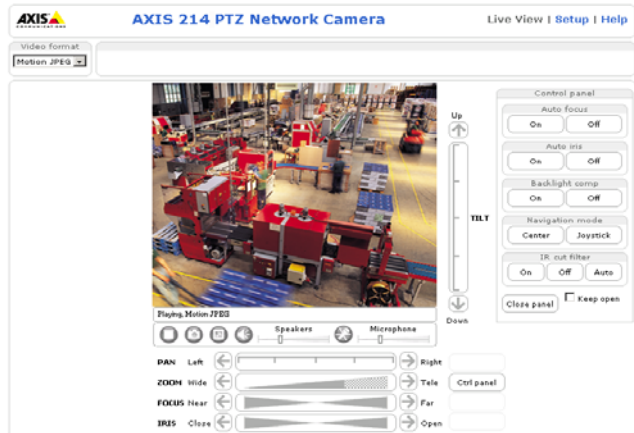 AXIS
COMMUNICATIONS
AXIS 214 PTZ Network Camera
Live View | Setup | Help
Video format
Motion JPEG
Control panel
Auto focus
On Off
Auto iris
On Off
Backlight comp
On Off
Navigation mode
Center Joystick
IR cut filter
On Off Auto
Close panel Keep open
Up
TILT
Down
Playing, Motion JPEG
Speakers Microphone
PAN Left Right
ZOOM Wide Tele Ctrl panel
FOCUS Near Far
IRIS Close Open